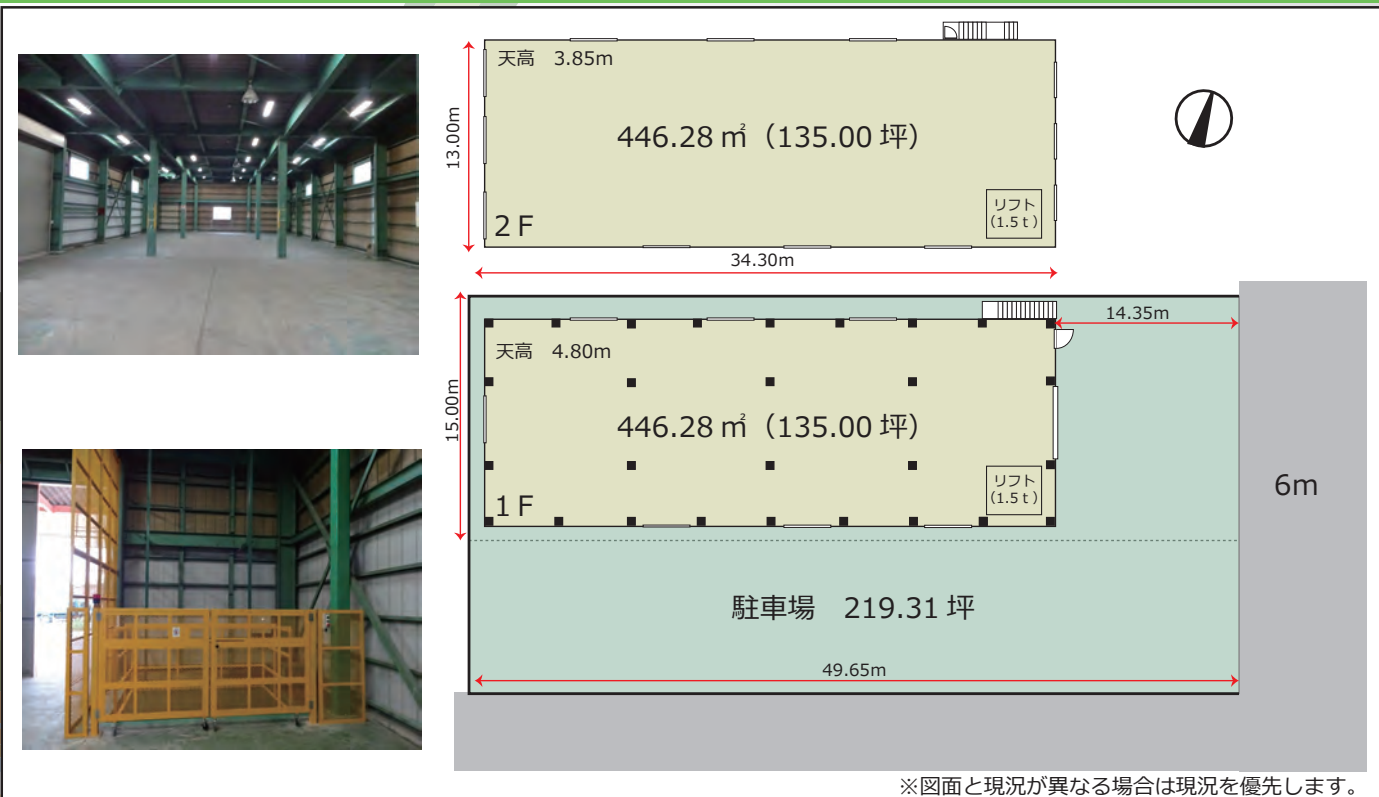 天高 3.85m
13.00m
446.28 ㎡（135.00 坪）
リフト
(1.5 t )
2 F
34.30m
14.35m
15.00m
天高 4.80m
446.28 ㎡（135.00 坪）
リフト
(1.5 t )
1 F
6m
駐車場 219.31 坪
49.65m
※図面と現況が異なる場合は現況を優先します。